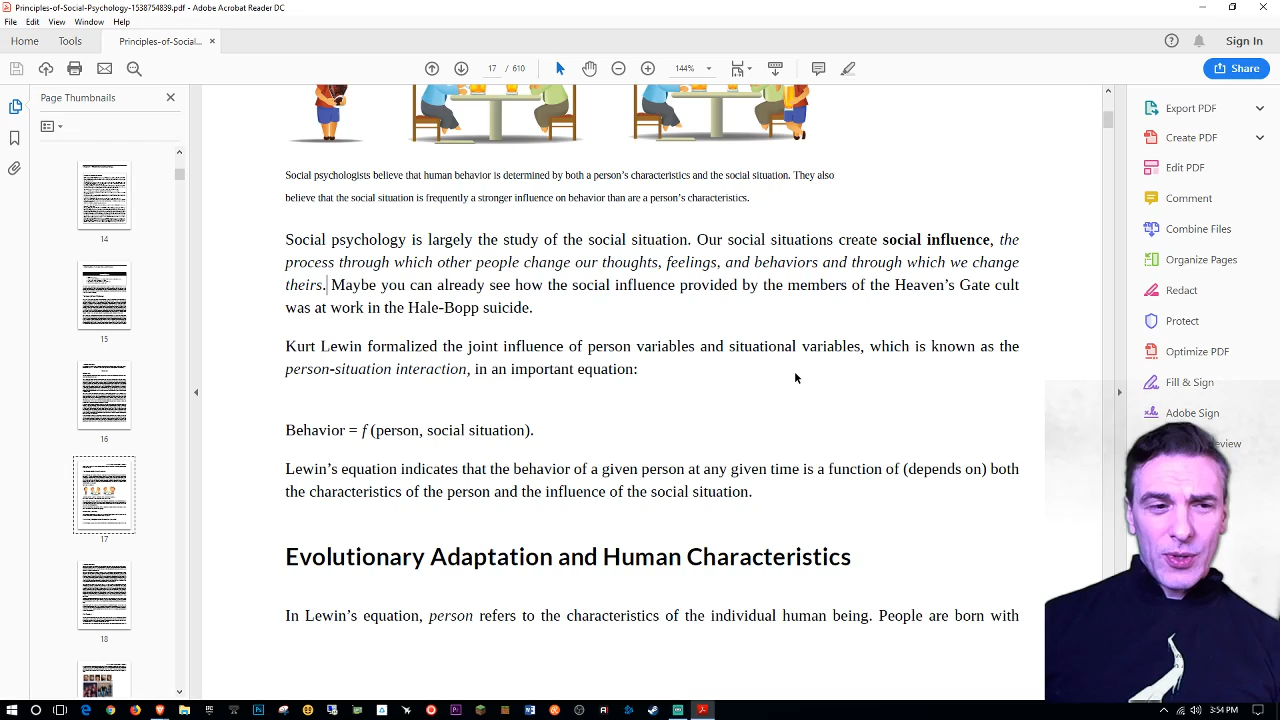 Principles-of-Social-Psychology-1538754839.pdf - Adobe Acrobat Reader DC
File Edit View Window Help
Home Tools Principles-of-Social... ×
Sign In
17 / 610
144%
Share
Page Thumbnails
14
15
16
17
18
Social psychologists believe that human behavior is determined by both a person's characteristics and the social situation. They also
believe that the social situation is frequently a stronger influence on behavior than are a person's characteristics.
Social psychology is largely the study of the social situation. Our social situations create social influence, the
process through which other people change our thoughts, feelings, and behaviors and through which we change
theirs. Maybe you can already see how the social influence provided by the members of the Heaven's Gate cult
was at work in the Hale-Bopp suicide.
Kurt Lewin formalized the joint influence of person variables and situational variables, which is known as the
person-situation interaction, in an important equation:
Behavior = f (person, social situation).
Lewin's equation indicates that the behavior of a given person at any given time is a function of (depends on) both
the characteristics of the person and the influence of the social situation.
Evolutionary Adaptation and Human Characteristics
In Lewin's equation, person refers to the characteristics of the individual human being. People are born with
Export PDF
Create PDF
Edit PDF
Comment
Combine Files
Organize Pages
Redact
Protect
Optimize PDF
Fill & Sign
Adobe Sign
3:54 PM